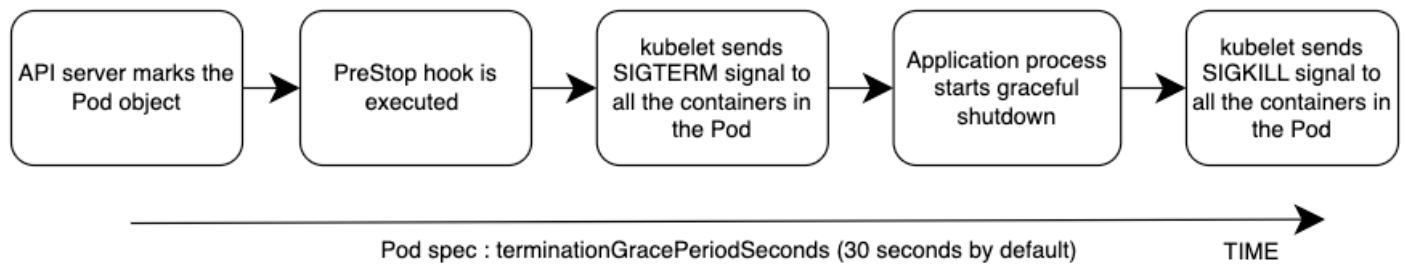 API server marks the
Pod object
PreStop hook is
executed
kubelet sends
SIGTERM signal to
all the containers in
the Pod
Application process
starts graceful
shutdown
kubelet sends
SIGKILL signal to
all the containers in
the Pod
Pod spec : terminationGracePeriodSeconds (30 seconds by default)
TIME